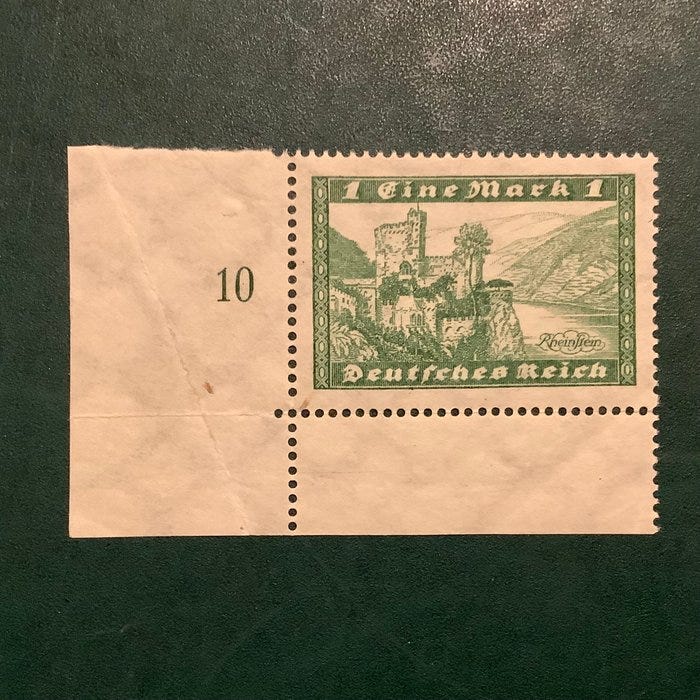 1 Eine Mark 1
10
Rheinstein
Deutsches Reich